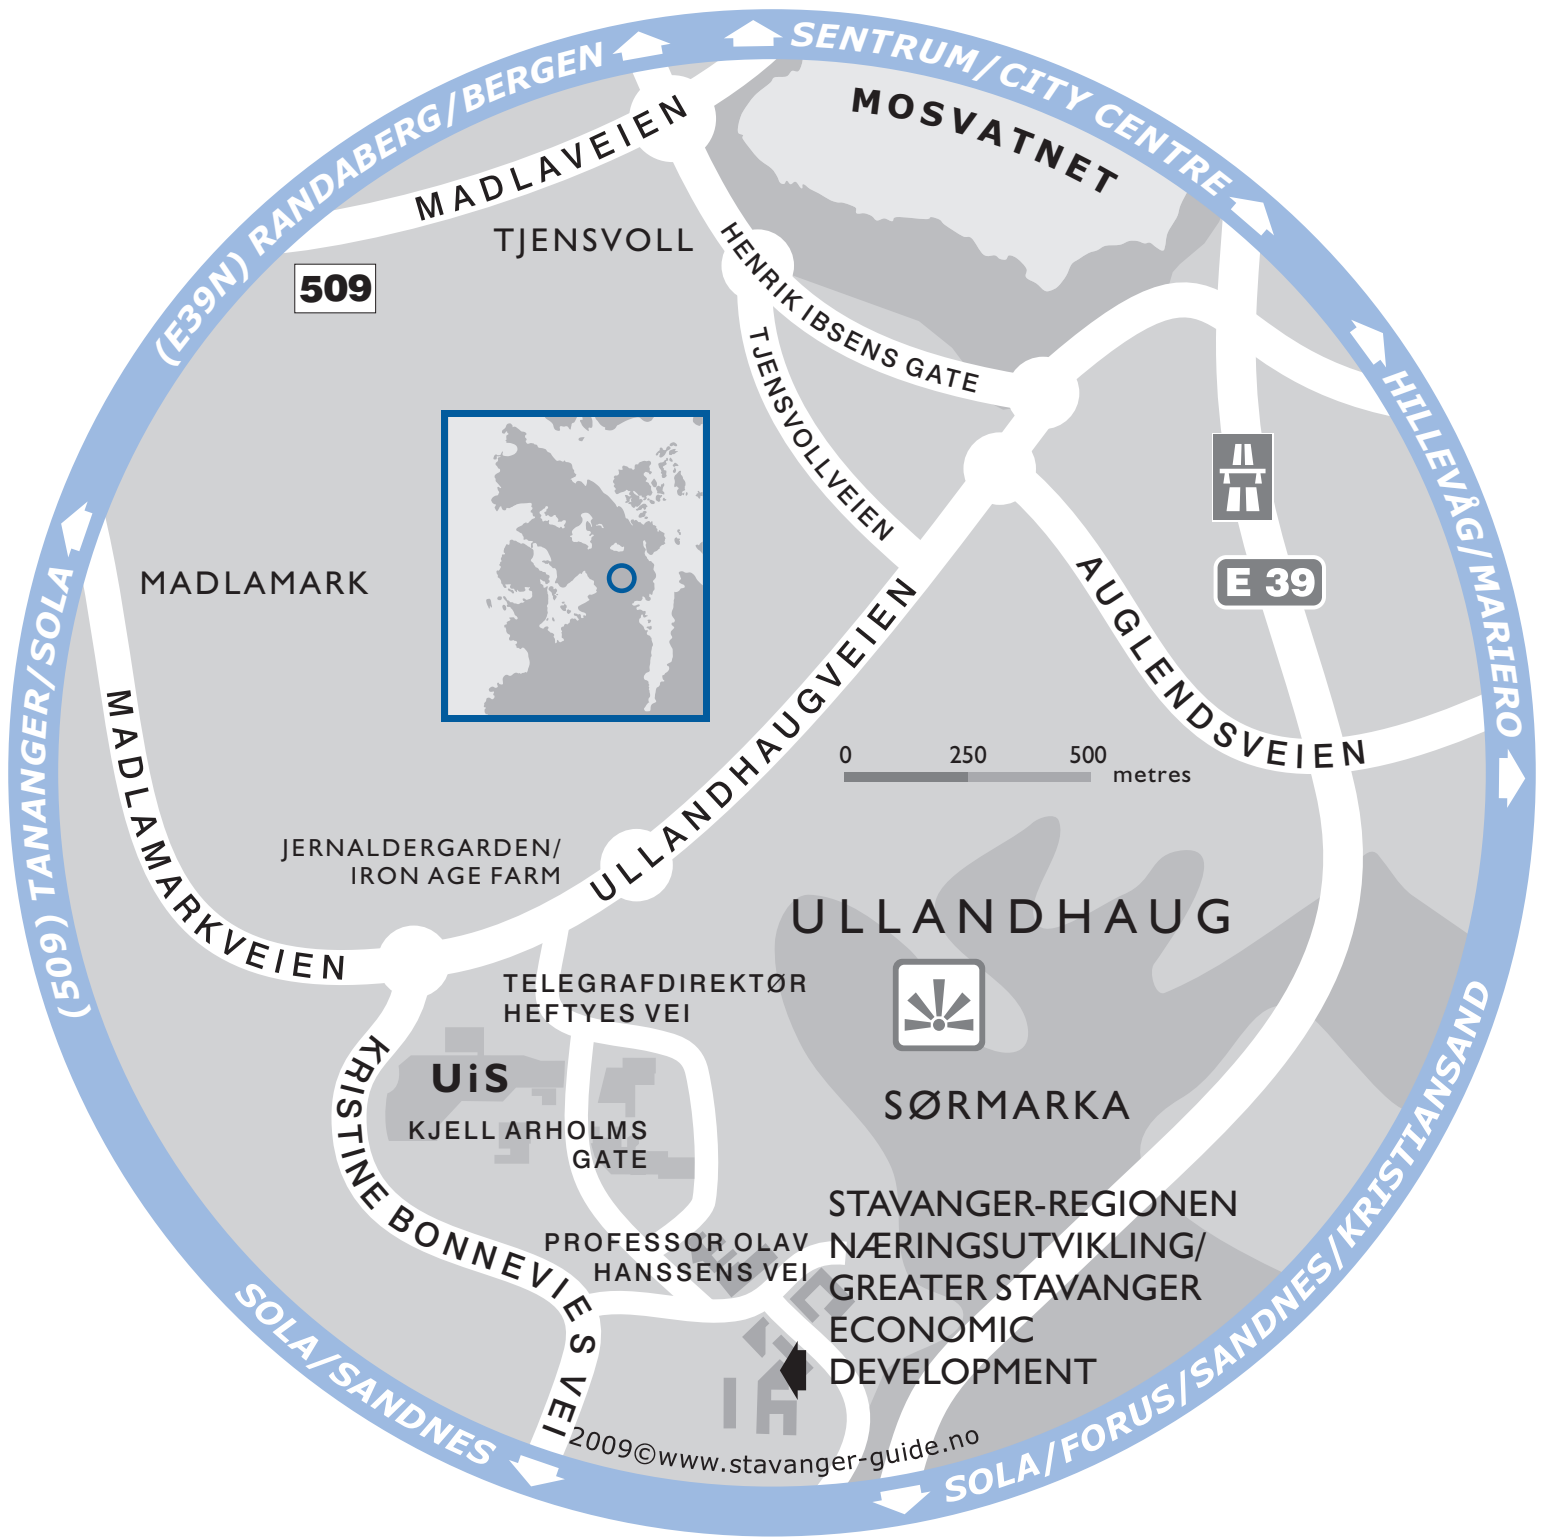 (E39N) RANDABERG/BERGEN
SENTRUM/CITY CENTRE
MOSVATNET
MADLAVEIEN
TJENSVOLL
509
HENRIK IBSENS GATE
TJENSVOLLVEIEN
HILLEVÅG/MARIERO
E 39
MADLAMARK
(509) TANANGER/SOLA
AUGLENDSVEIEN
ULLANDHAUGVEIEN
MADLAMARKVEIEN
0 250 500
metres
JERNALDERGARDEN/
IRON AGE FARM
ULLANDHAUG
TELEGRAFDIREKTØR
HEFTYES VEI
UiS
KJELL ARHOLMS
GATE
SØRMARKA
KRISTINE BONNEVIES VEI
PROFESSOR OLAV
HANSSENS VEI
STAVANGER-REGIONEN
NÆRINGSUTVIKLING/
GREATER STAVANGER
ECONOMIC
DEVELOPMENT
SOLA/SANDNES
SOLA/FORUS/SANDNES/KRISTIANSAND
2009©www.stavanger-guide.no